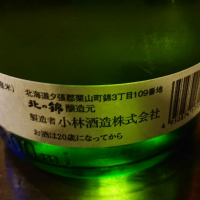 米）
北海道夕張郡栗山町錦3丁目109番地
北の錦醸造元
製造者 小林酒造株式会社
お酒は20歳になってから